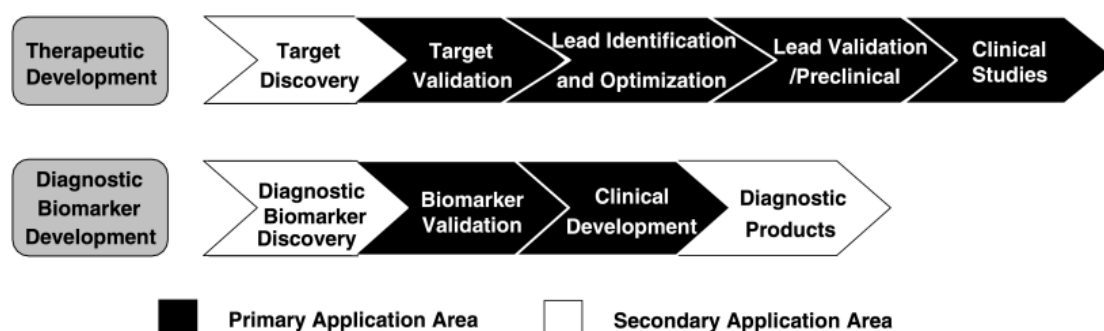 Therapeutic
Development
Target
Discovery
Target
Validation
Lead Identification
and Optimization
Lead Validation
/Preclinical
Clinical
Studies
Diagnostic
Biomarker
Development
Diagnostic
Biomarker
Discovery
Biomarker
Validation
Clinical
Development
Diagnostic
Products
Primary Application Area
Secondary Application Area